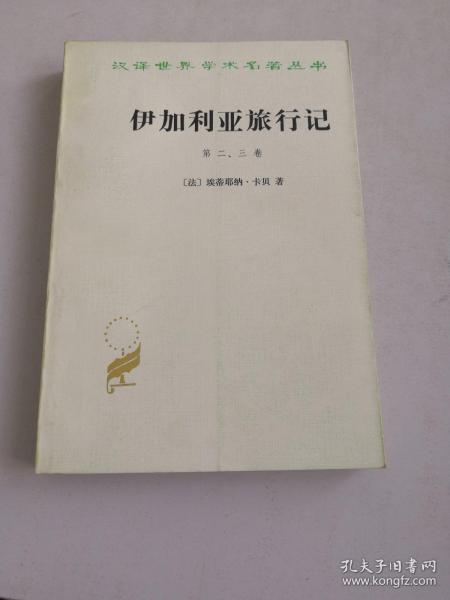 汉译世界学术名著丛书
伊加利亚旅行记
第二、三卷
〔法〕埃蒂耶纳·卡贝 著
孔夫子旧书网
www.kongfz.com